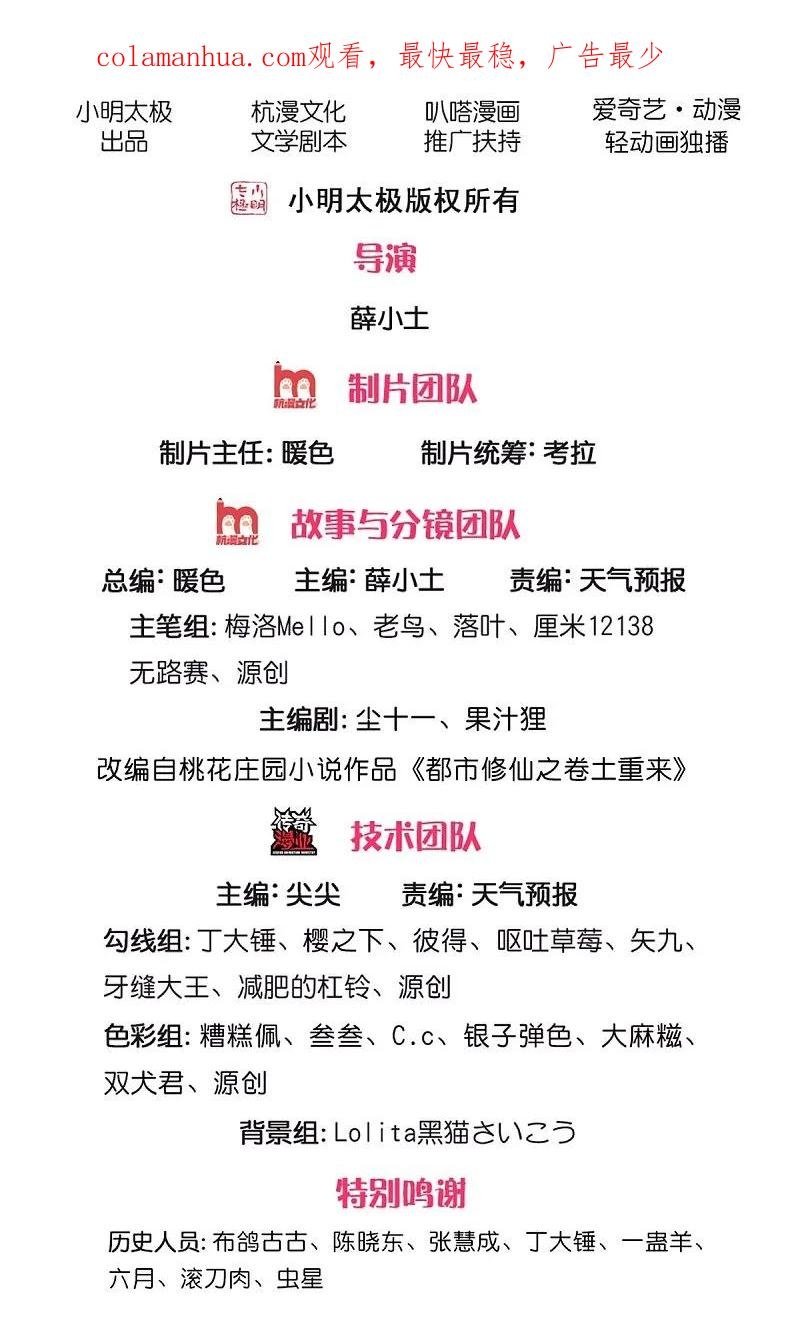 colamanhua.com观看，最快最稳，广告最少
小明太极 杭漫文化 叭嗒漫画 爱奇艺·动漫
出品 文学剧本 推广扶持 轻动画独播
小明太极 小明太极版权所有
导演
薛小土
杭漫文化 制片团队
制片主任: 暖色 制片统筹: 考拉
杭漫文化 故事与分镜团队
总编: 暖色 主编: 薛小土 责编: 天气预报
主笔组: 梅洛Mello、老鸟、落叶、厘米12138
无路赛、源创
主编剧: 尘十一、果汁狸
改编自桃花庄园小说作品《都市修仙之卷土重来》
传奇漫业 技术团队
主编: 尖尖 责编: 天气预报
勾线组: 丁大锤、樱之下、彼得、呕吐草莓、矢九、
牙缝大王、减肥的杠铃、源创
色彩组: 糟糕佩、叁叁、C.c、银子弹色、大麻糍、
双犬君、源创
背景组: Lolita黑猫さいこう
特别鸣谢
历史人员: 布鸽古古、陈晓东、张慧成、丁大锤、一蛊羊、
六月、滚刀肉、虫星